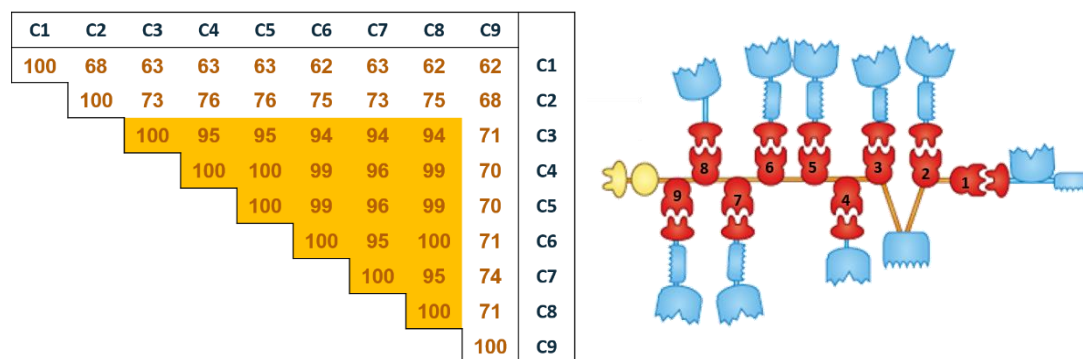 C1 C2 C3 C4 C5 C6 C7 C8 C9
100 68 63 63 63 62 63 62 62 C1
100 73 76 76 75 73 75 68 C2
100 95 95 94 94 94 71 C3
100 100 99 96 99 70 C4
100 99 96 99 70 C5
100 95 100 71 C6
100 95 74 C7
100 71 C8
100 C9
8 6 5 3 2 1
9 7 4